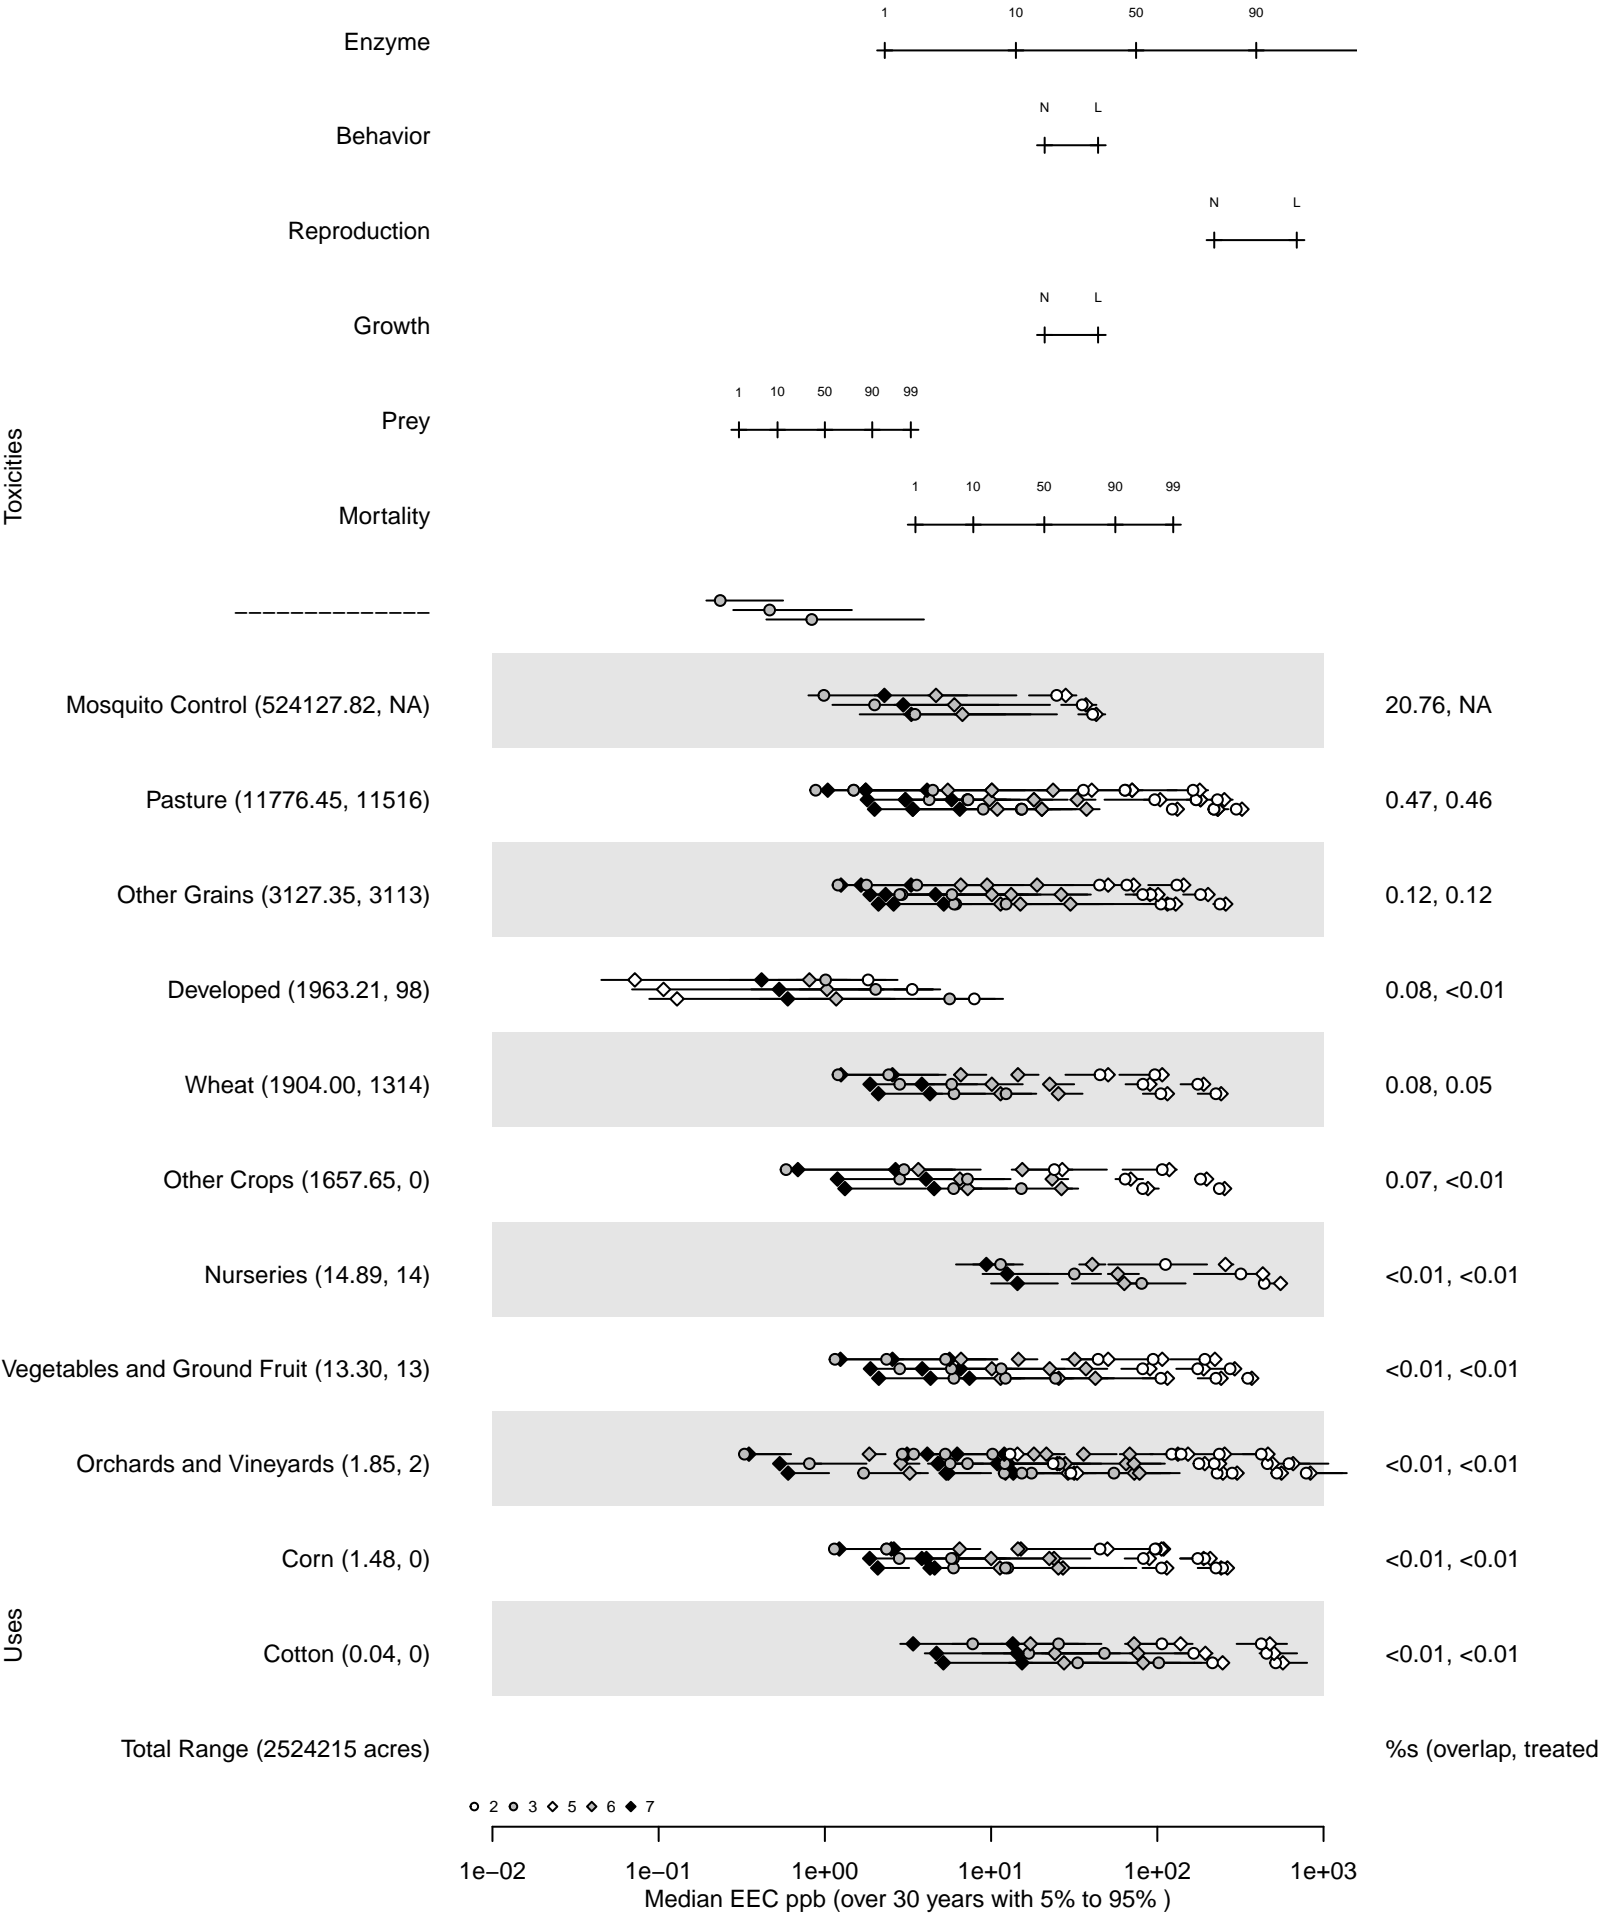 1 10 50 90
Enzyme
N L
Behavior
N L
Reproduction
N L
Growth
1 10 50 90 99
Prey
1 10 50 90 99
Mortality
Toxicities
−−−−−−−−−−−−−−
Mosquito Control (524127.82, NA) 20.76, NA
Pasture (11776.45, 11516) 0.47, 0.46
Other Grains (3127.35, 3113) 0.12, 0.12
Developed (1963.21, 98) 0.08, <0.01
Wheat (1904.00, 1314) 0.08, 0.05
Other Crops (1657.65, 0) 0.07, <0.01
Nurseries (14.89, 14) <0.01, <0.01
Vegetables and Ground Fruit (13.30, 13) <0.01, <0.01
Orchards and Vineyards (1.85, 2) <0.01, <0.01
Corn (1.48, 0) <0.01, <0.01
Cotton (0.04, 0) <0.01, <0.01
Uses
Total Range (2524215 acres) %s (overlap, treated
2 3 5 6 7
1e−02 1e−01 1e+00 1e+01 1e+02 1e+03
Median EEC ppb (over 30 years with 5% to 95% )